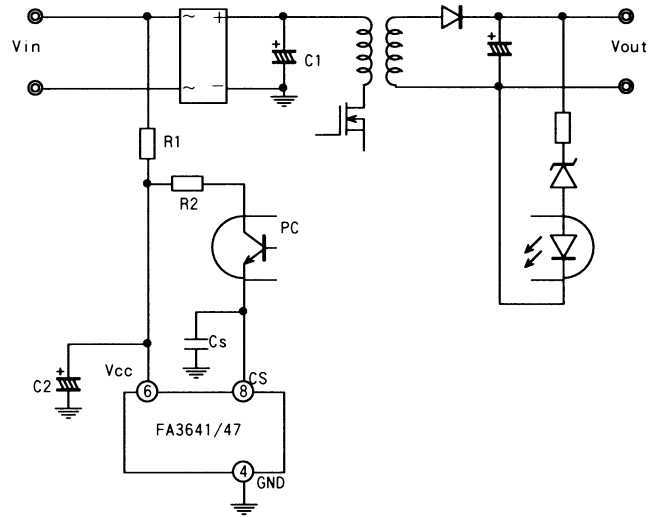 Vin
~
+
~
−
+
C1
+
Vout
R1
R2
PC
Cs
+
C2
Vcc
6
8
CS
FA3641/47
4
GND